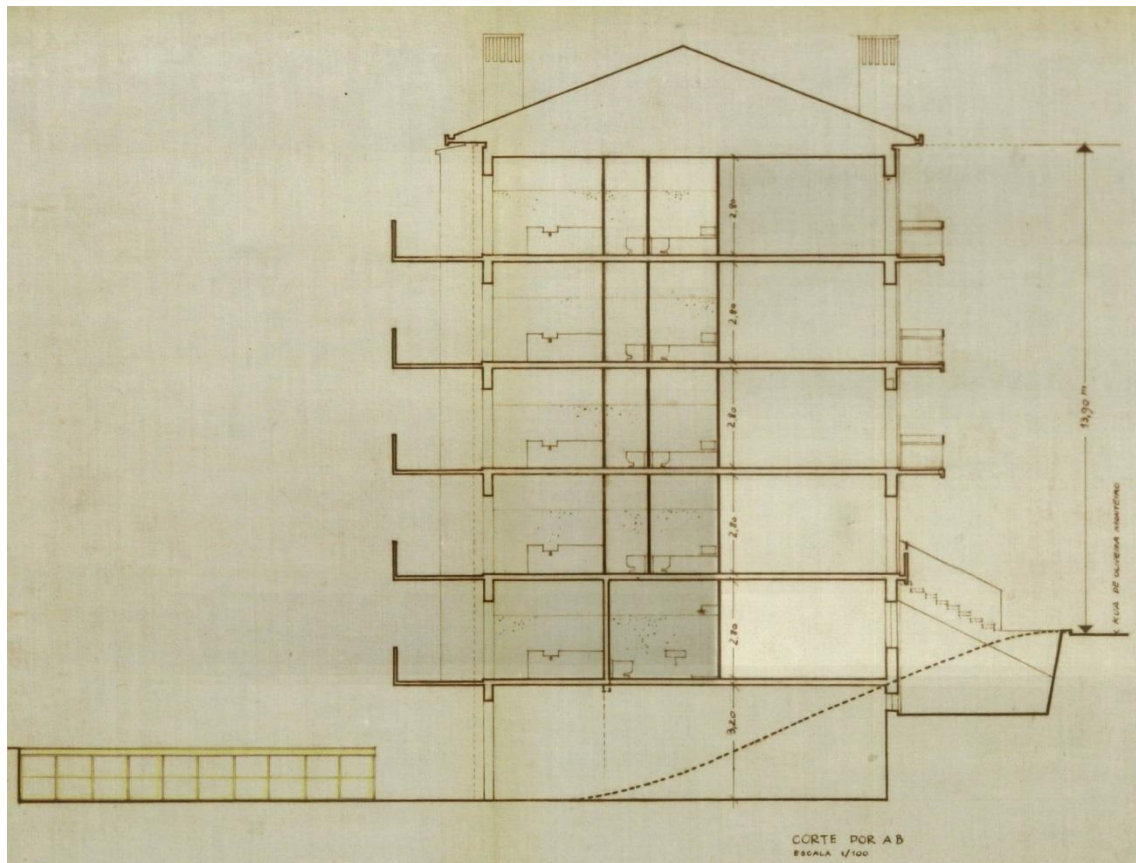 2,80
2,80
2,80
2,80
2,80
3,20
13,90 m
RUA DE OLIVEIRA MONTEIRO
CORTE POR AB
ESCALA 1/100